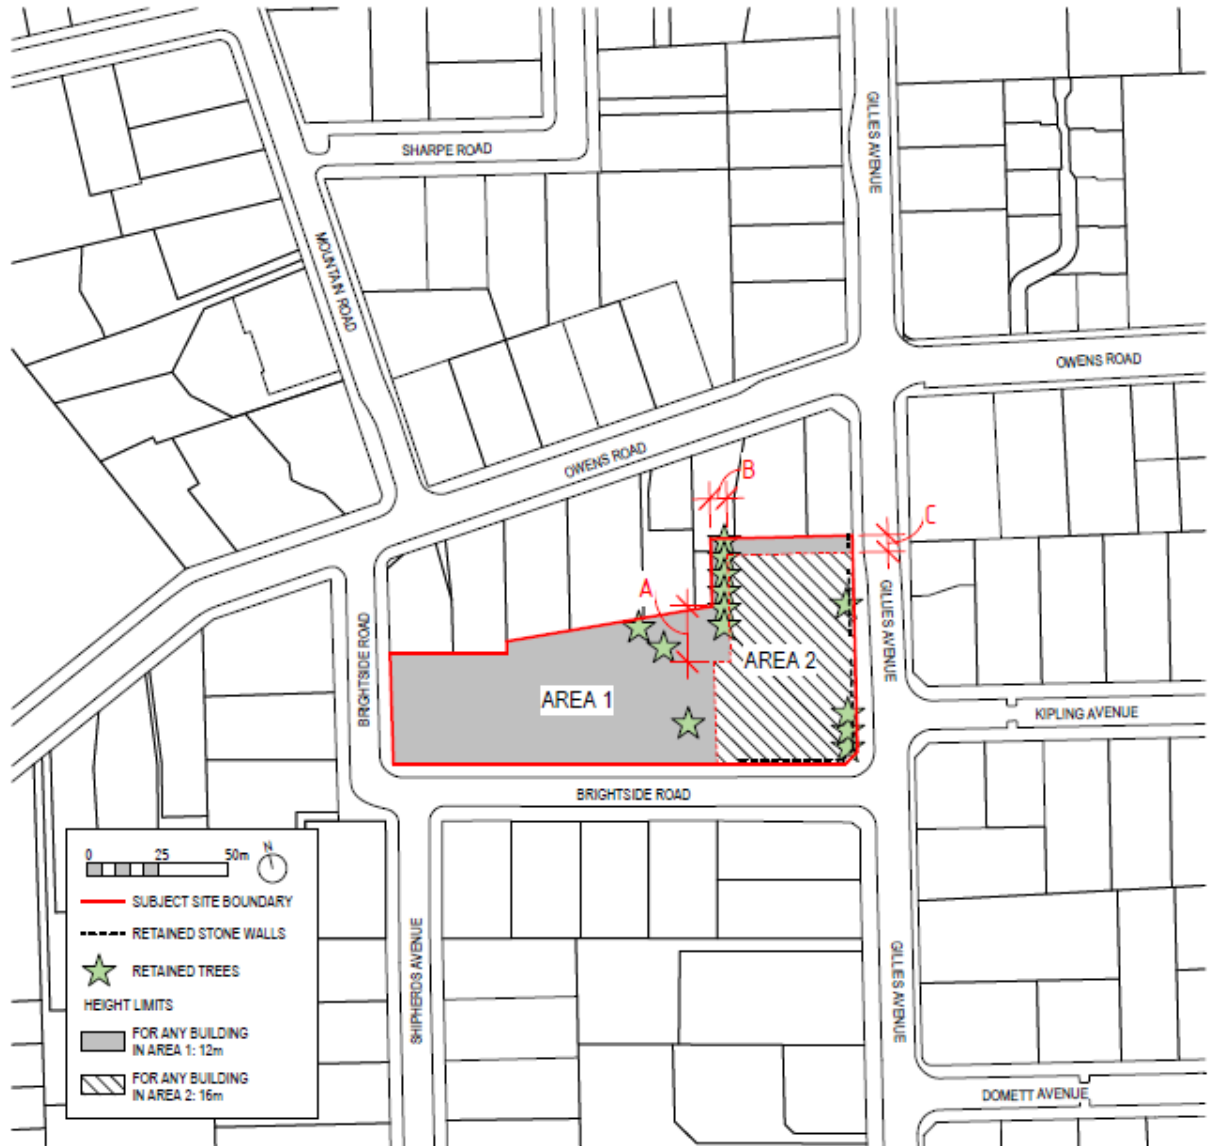 GILLIES AVENUE
SHARPE ROAD
MOUNTAIN ROAD
OWENS ROAD
OWENS ROAD
B
C
A
GILLIES AVENUE
BRIGHTSIDE ROAD
AREA 2
AREA 1
KIPLING AVENUE
BRIGHTSIDE ROAD
0 25 50m
N
SUBJECT SITE BOUNDARY
RETAINED STONE WALLS
RETAINED TREES
HEIGHT LIMITS
FOR ANY BUILDING
IN AREA 1: 12m
FOR ANY BUILDING
IN AREA 2: 16m
SHIPHERDS AVENUE
GILLIES AVENUE
DOMETT AVENUE